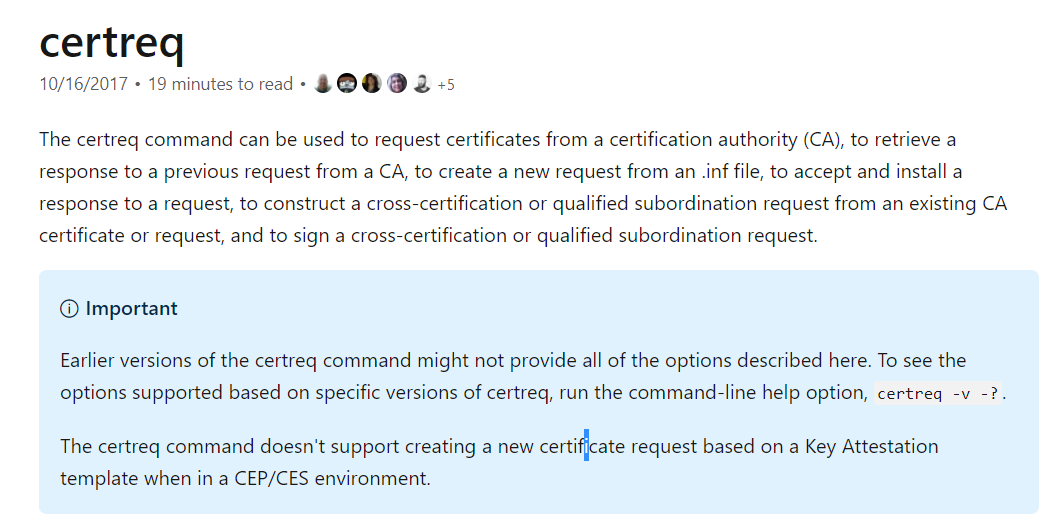 certreq
10/16/2017 • 19 minutes to read • +5
The certreq command can be used to request certificates from a certification authority (CA), to retrieve a
response to a previous request from a CA, to create a new request from an .inf file, to accept and install a
response to a request, to construct a cross-certification or qualified subordination request from an existing CA
certificate or request, and to sign a cross-certification or qualified subordination request.
Important
Earlier versions of the certreq command might not provide all of the options described here. To see the
options supported based on specific versions of certreq, run the command-line help option, certreq -v -?.
The certreq command doesn't support creating a new certificate request based on a Key Attestation
template when in a CEP/CES environment.